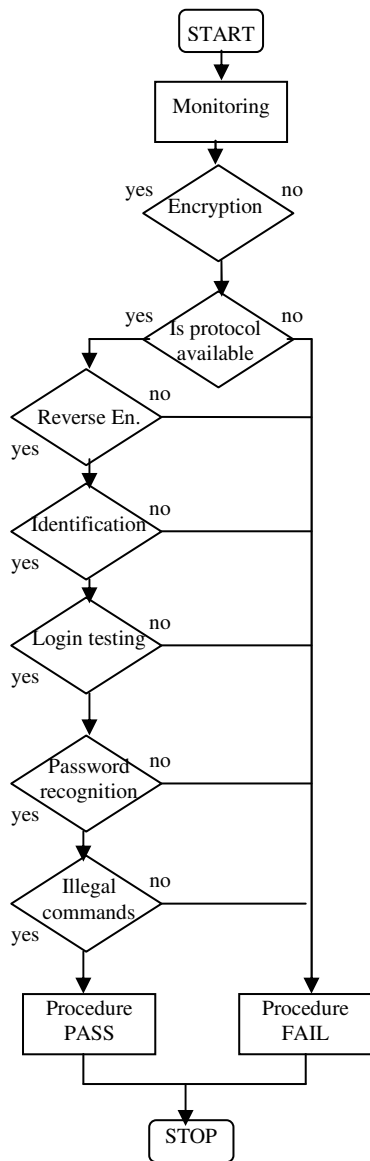 START
Monitoring
yes
no
Encryption
yes
no
Is protocol
available
no
Reverse En.
yes
no
Identification
yes
no
Login testing
yes
no
Password
recognition
yes
no
Illegal
commands
yes
Procedure
PASS
Procedure
FAIL
STOP